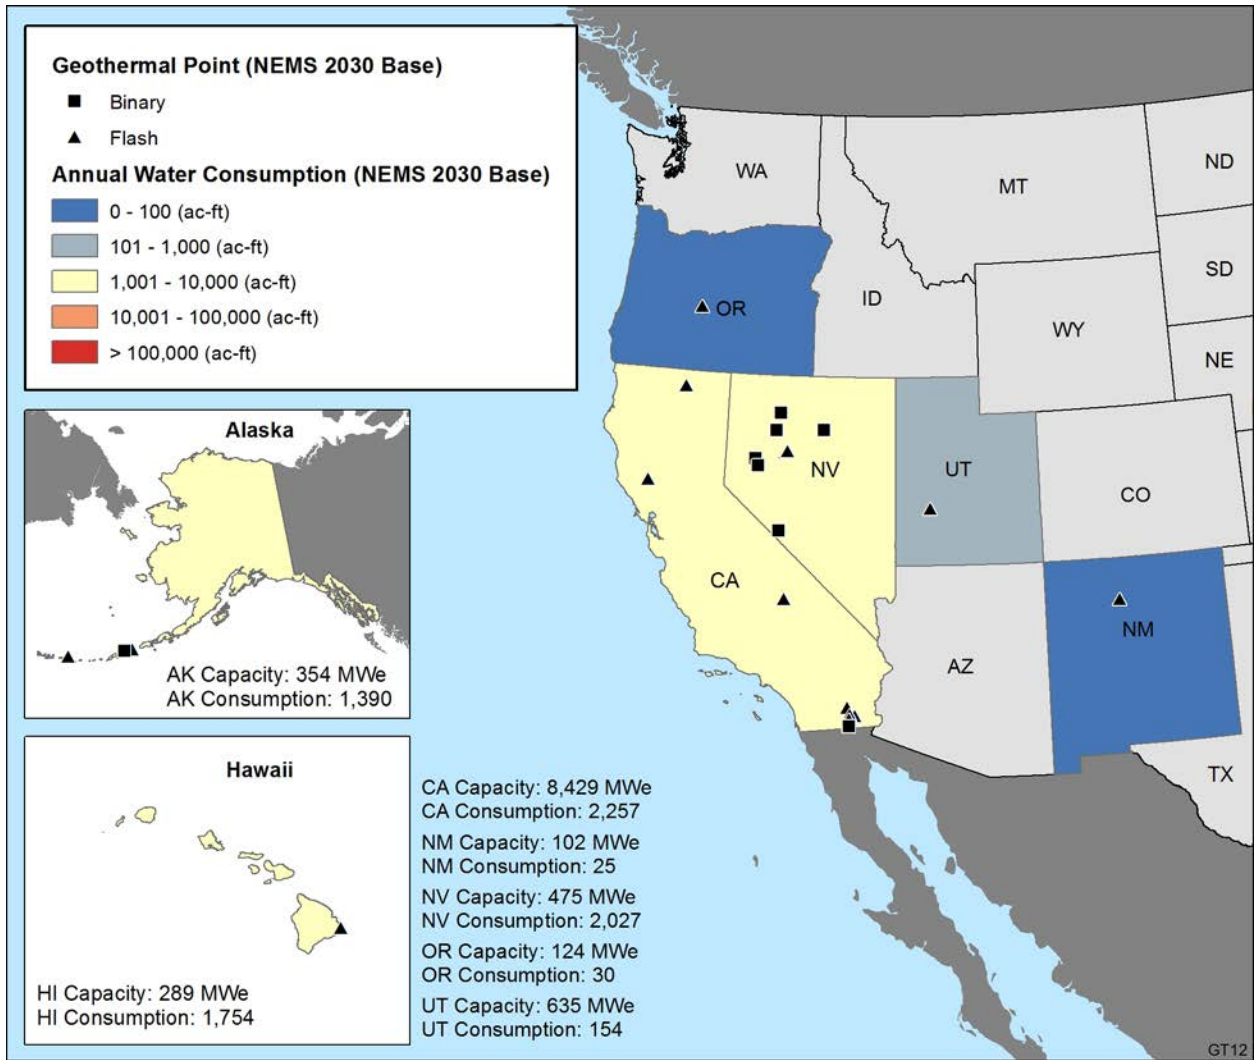 Geothermal Point (NEMS 2030 Base)
Binary
Flash
Annual Water Consumption (NEMS 2030 Base)
0 - 100 (ac-ft)
101 - 1,000 (ac-ft)
1,001 - 10,000 (ac-ft)
10,001 - 100,000 (ac-ft)
> 100,000 (ac-ft)
WA
MT
ND
OR
ID
SD
WY
NE
NV
UT
CO
CA
AZ
NM
TX
Alaska
AK Capacity: 354 MWe
AK Consumption: 1,390
Hawaii
HI Capacity: 289 MWe
HI Consumption: 1,754
CA Capacity: 8,429 MWe
CA Consumption: 2,257
NM Capacity: 102 MWe
NM Consumption: 25
NV Capacity: 475 MWe
NV Consumption: 2,027
OR Capacity: 124 MWe
OR Consumption: 30
UT Capacity: 635 MWe
UT Consumption: 154
GT12